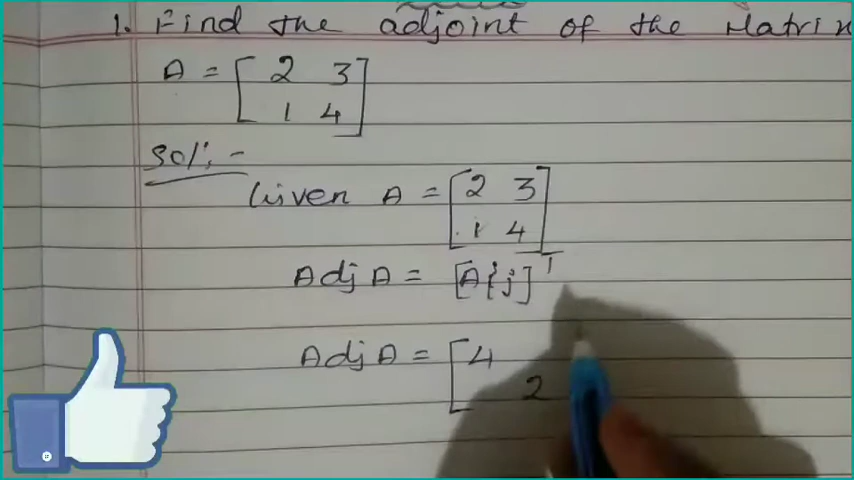 1. Find the adjoint of the Matrix
A = [ 2 3
1 4 ]
Sol: -
Given A = [ 2 3
1 4 ]
Adj A = [Aij]ᵀ
Adj A = [ 4
2